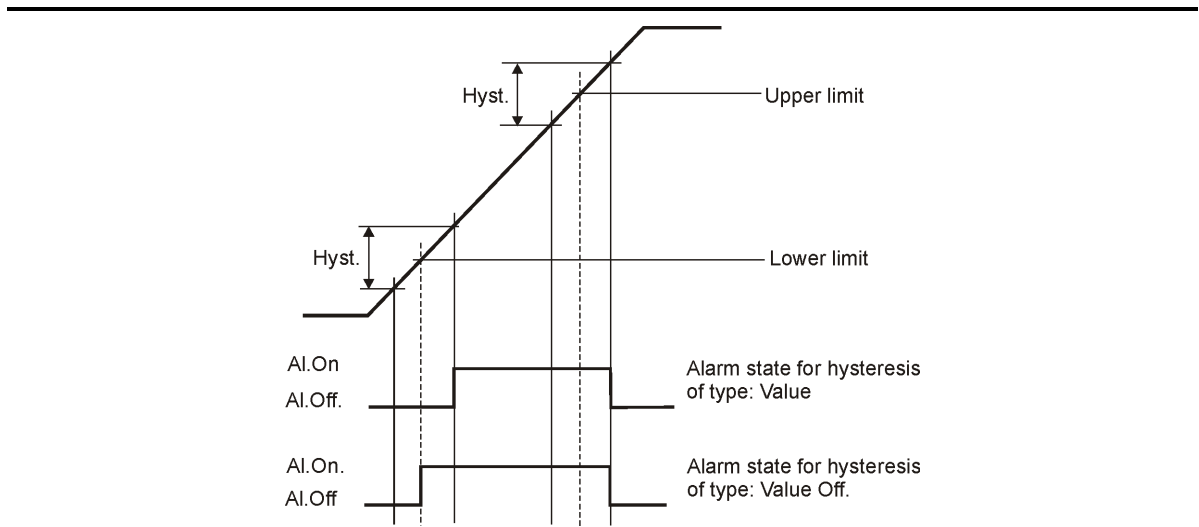 Hyst.
Upper limit
Hyst.
Lower limit
Al.On
Al.Off.
Alarm state for hysteresis
of type: Value
Al.On.
Al.Off
Alarm state for hysteresis
of type: Value Off.